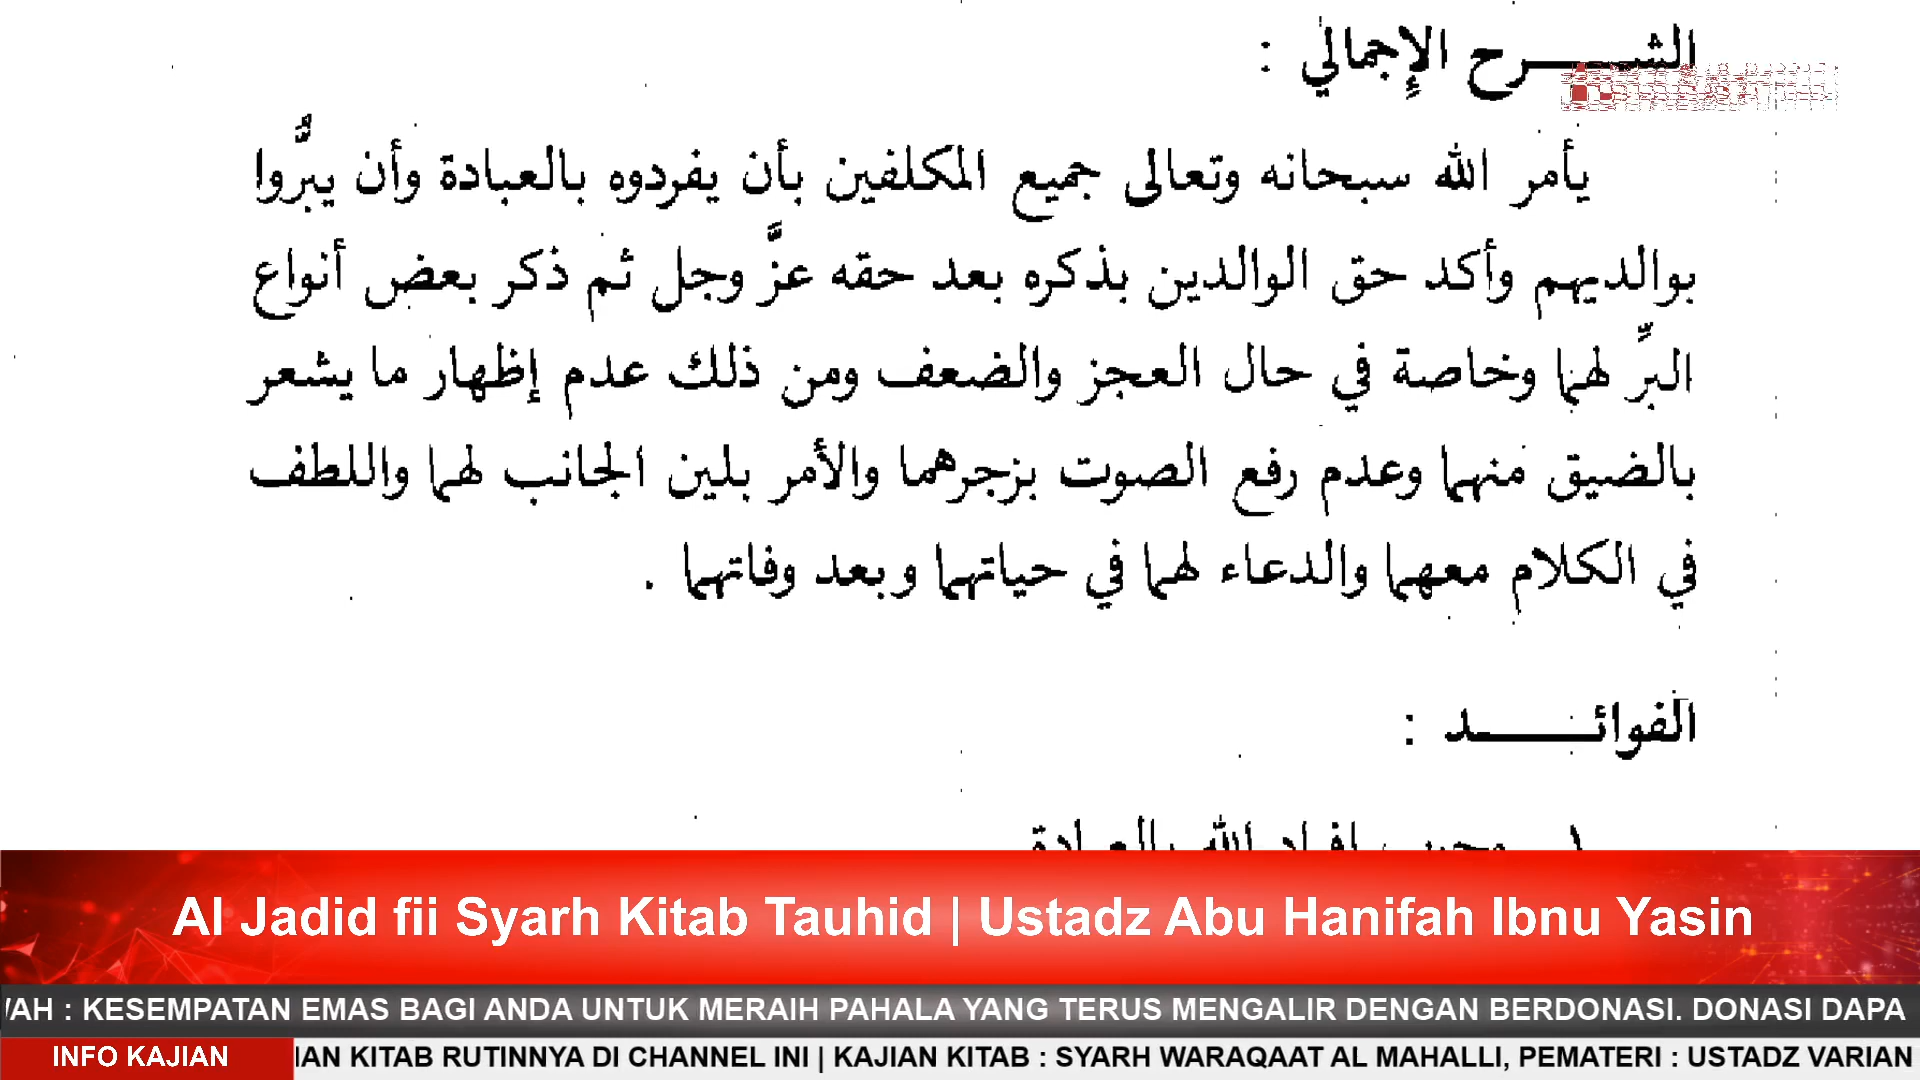 الشـــــرح الإِجمالي :
يأمر الله سبحانه وتعالى جميع المكلفين بأن يفردوه بالعبادة وأن يبرُّوا
بوالديهم وأكد حق الوالدين بذكره بعد حقه عزَّ وجل ثم ذكر بعض أنواع
البرِّ لهما وخاصة في حال العجز والضعف ومن ذلك عدم إظهار ما يشعر
بالضيق منهما وعدم رفع الصوت بزجرهما والأمر بلين الجانب لهما واللطف
في الكلام معهما والدعاء لهما في حياتهما وبعد وفاتهما .
الفوائـــــد :
Al Jadid fii Syarh Kitab Tauhid | Ustadz Abu Hanifah Ibnu Yasin
: KESEMPATAN EMAS BAGI ANDA UNTUK MERAIH PAHALA YANG TERUS MENGALIR DENGAN BERDONASI. DONASI DAPA
INFO KAJIAN
KITAB RUTINNYA DI CHANNEL INI | KAJIAN KITAB : SYARH WARAQAAT AL MAHALLI, PEMATERI : USTADZ VARIAN